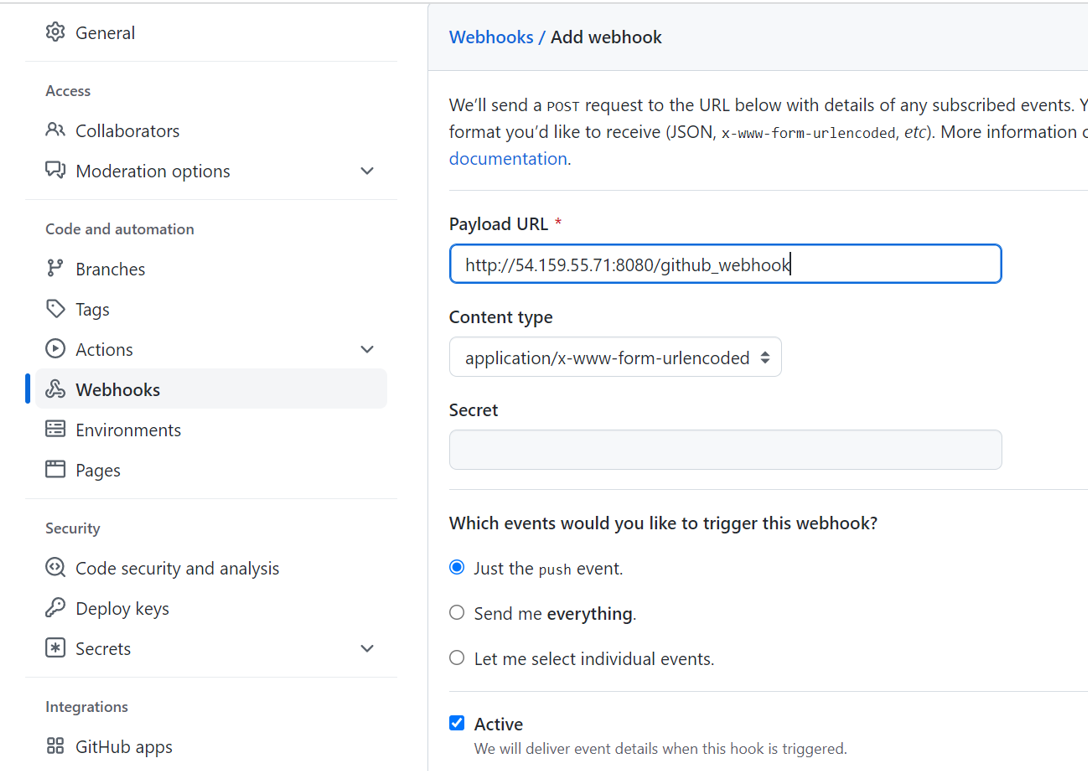 General
Access
Collaborators
Moderation options
Code and automation
Branches
Tags
Actions
Webhooks
Environments
Pages
Security
Code security and analysis
Deploy keys
Secrets
Integrations
GitHub apps
Webhooks / Add webhook
We'll send a POST request to the URL below with details of any subscribed events.
format you'd like to receive (JSON, x-www-form-urlencoded, etc). More information
documentation.
Payload URL *
http://54.159.55.71:8080/github_webhook
Content type
application/x-www-form-urlencoded
Secret
Which events would you like to trigger this webhook?
Just the push event.
Send me everything.
Let me select individual events.
Active
We will deliver event details when this hook is triggered.